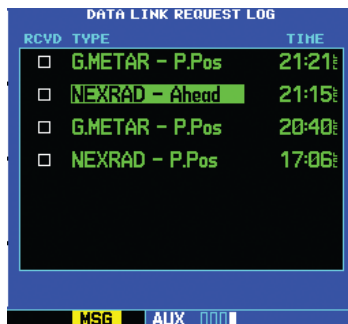 DATA LINK REQUEST LOG
RCVD TYPE TIME
G.METAR - P.Pos 21:21
NEXRAD - Ahead 21:15
G.METAR - P.Pos 20:40
NEXRAD - P.Pos 17:06
MSG AUX